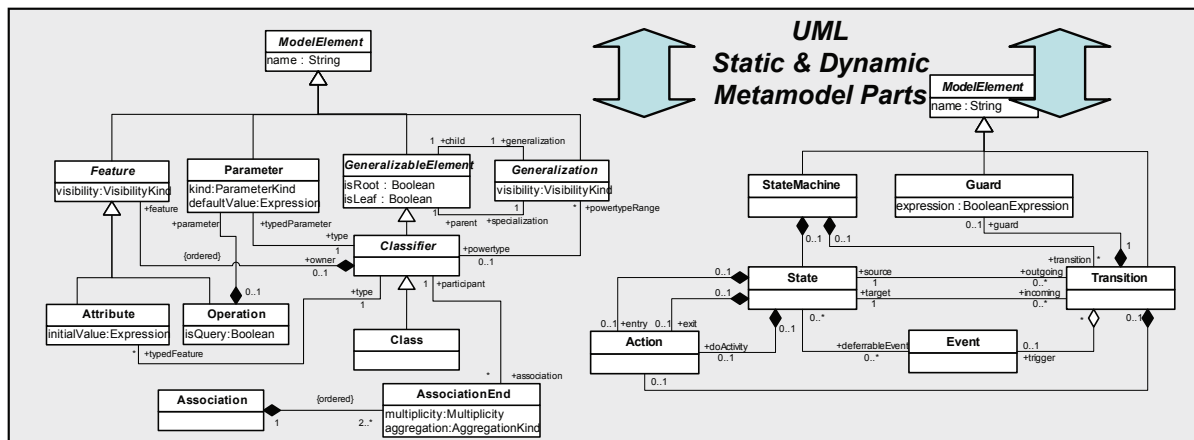 UML
Static & Dynamic
Metamodel Parts
ModelElement
name : String
Feature
visibility:VisibilityKind
Parameter
kind:ParameterKind
defaultValue:Expression
GeneralizableElement
isRoot : Boolean
isLeaf : Boolean
Generalization
visibility:VisibilityKind
1 +child
1 +generalization
1
+parent
1
+specialization
* +powertypeRange
+feature
+parameter
+typedParameter
+type
1
{ordered}
+owner
0..1
Classifier
+powertype
0..1
+type
1
1 +participant
0..1
Attribute
initialValue:Expression
Operation
isQuery:Boolean
Class
* +typedFeature
* +association
Association
{ordered}
1
2..*
AssociationEnd
multiplicity:Multiplicity
aggregation:AggregationKind
ModelElement
name : String
StateMachine
Guard
expression : BooleanExpression
0..1 +guard
0..1
0..1
+transition *
1
State
+source
1
+outgoing
0..*
+target
1
+incoming
0..*
Transition
0..1
0..1
0..1 +entry
0..1 +exit
0..1
0..*
* 0..1
Action
+doActivity
0..1
+deferrableEvent
0..*
Event
0..1
+trigger
0..1
0..1